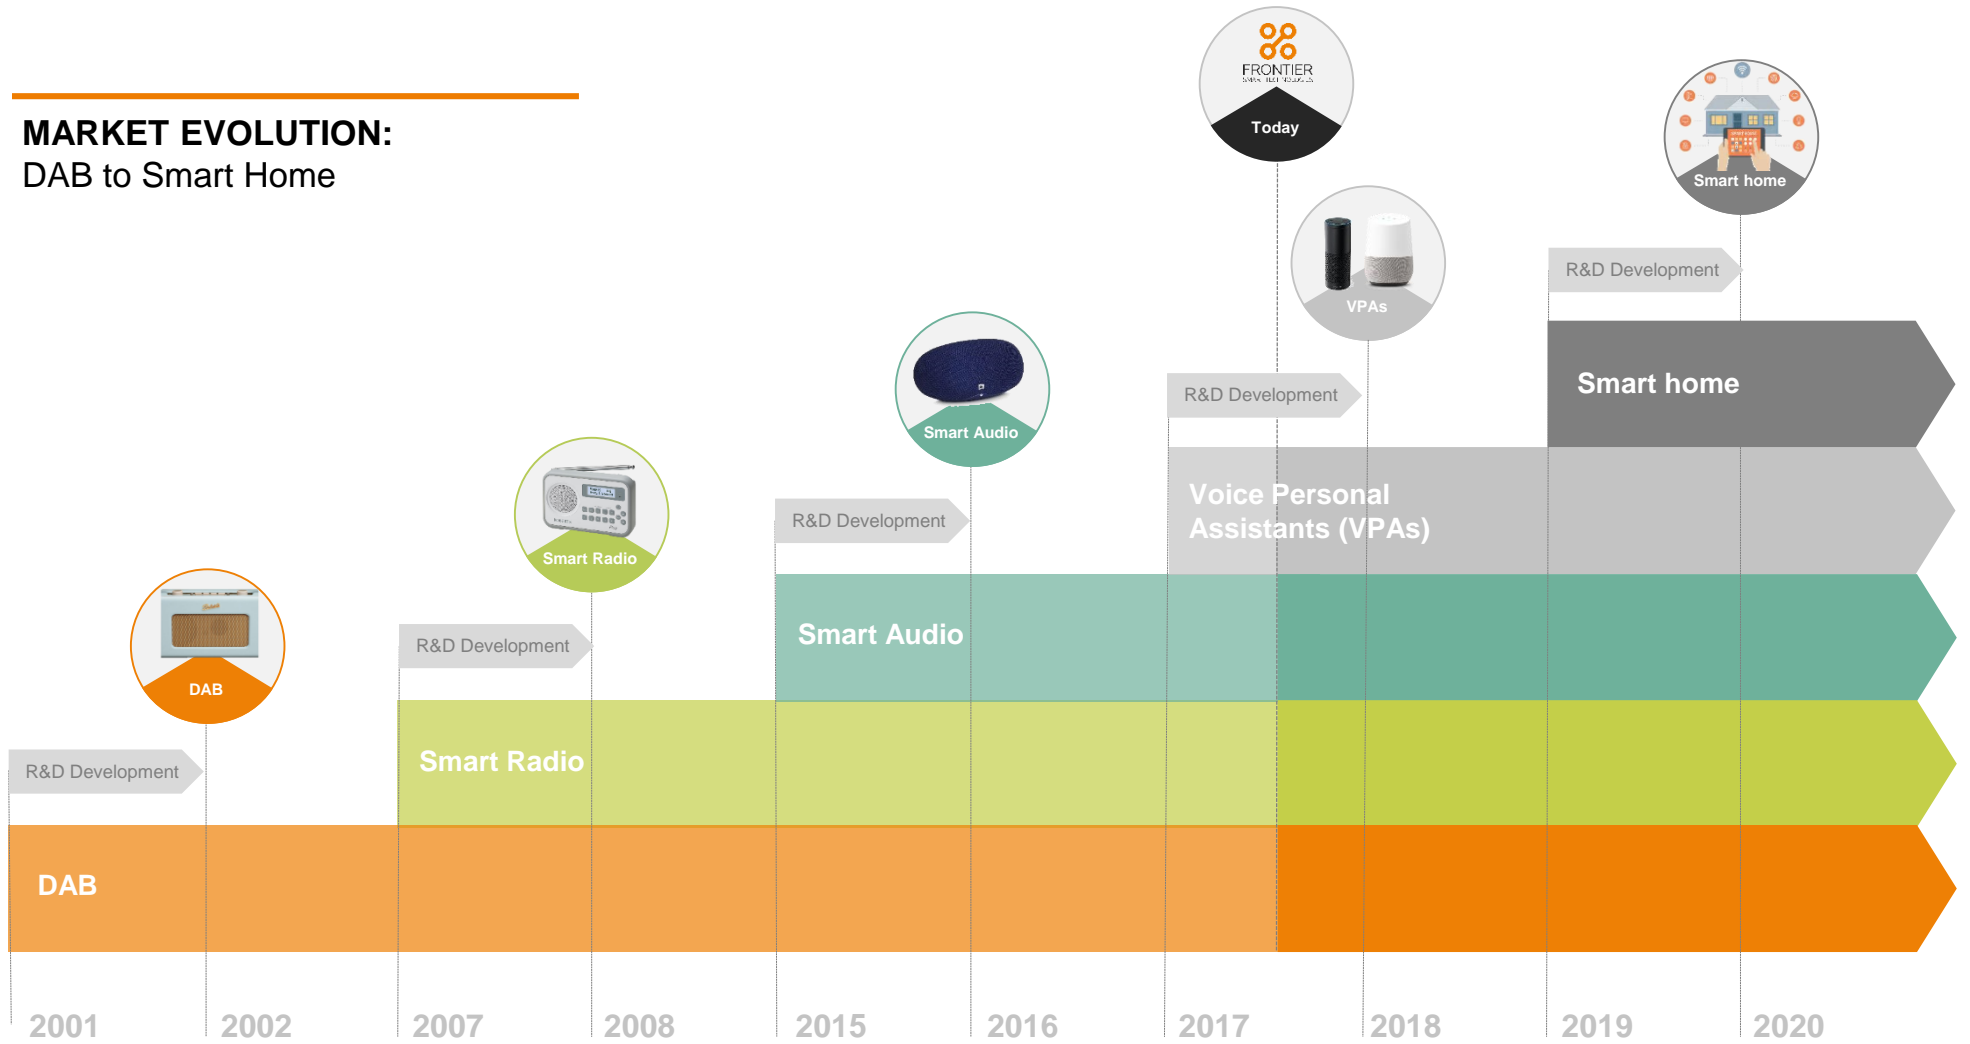 MARKET EVOLUTION:
DAB to Smart Home
FRONTIER
Today
Smart home
VPAs
Smart Audio
Smart Radio
DAB
R&D Development
R&D Development
R&D Development
R&D Development
R&D Development
Smart home
Voice Personal
Assistants (VPAs)
Smart Audio
Smart Radio
DAB
2001
2002
2007
2008
2015
2016
2017
2018
2019
2020